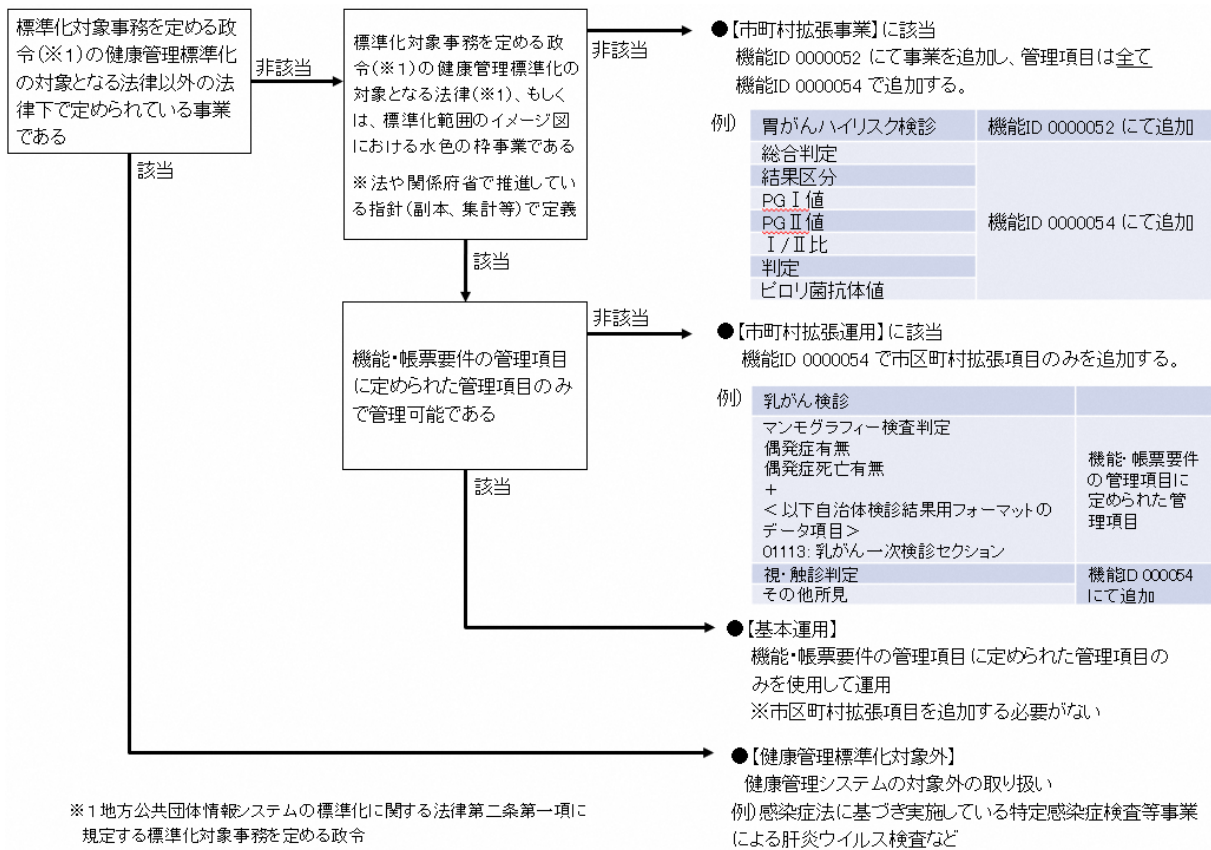 標準化対象事務を定める政
令(※1)の健康管理標準化
の対象となる法律以外の法
律下で定められている事業
である
非該当
該当
標準化対象事務を定める政
令(※1)の健康管理標準化の
対象となる法律(※1)、もしく
は、標準化範囲のイメージ図
における水色の枠事業である
※法や関係府省で推進してい
る指針(副本、集計等)で定義
非該当
該当
機能・帳票要件の管理項目
に定められた管理項目のみ
で管理可能である
非該当
該当
●【市町村拡張事業】に該当
機能ID 0000052 にて事業を追加し、管理項目は全て
機能ID 0000054 で追加する。
例)
胃がんハイリスク検診
機能ID 0000052 にて追加
総合判定
結果区分
PGⅠ値
PGⅡ値
Ⅰ/Ⅱ比
判定
ピロリ菌抗体値
機能ID 0000054 にて追加
●【市町村拡張運用】に該当
機能ID 0000054 で市区町村拡張項目のみを追加する。
例)
乳がん検診
マンモグラフィー検査判定
偶発症有無
偶発症死亡有無
+
<以下自治体検診結果用フォーマットの
データ項目>
01113:乳がん一次検診セクション
機能・帳票要件
の管理項目に
定められた管
理項目
視・触診判定
その他所見
機能ID 000054
にて追加
●【基本運用】
機能・帳票要件の管理項目に定められた管理項目の
みを使用して運用
※市区町村拡張項目を追加する必要がない
●【健康管理標準化対象外】
健康管理システムの対象外の取り扱い
例)感染症法に基づき実施している特定感染症検査等事業
による肝炎ウイルス検査など
※1地方公共団体情報システムの標準化に関する法律第二条第一項に
規定する標準化対象事務を定める政令